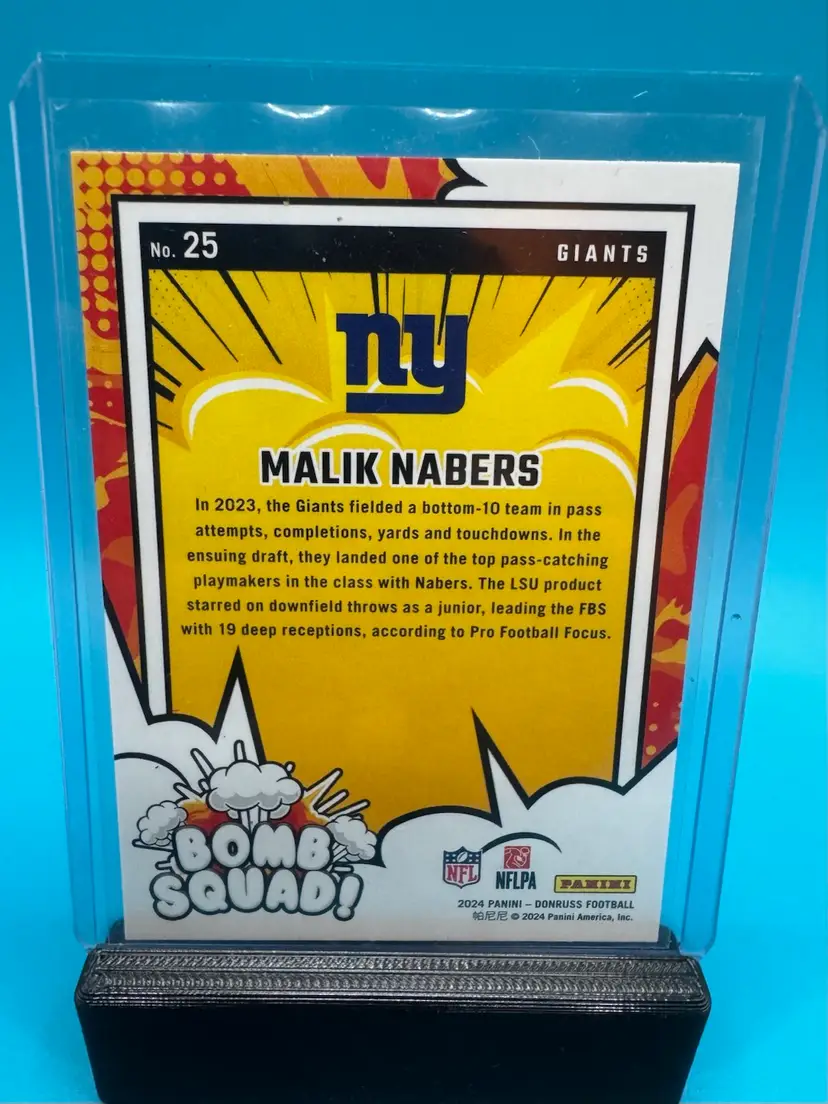 No. 25
GIANTS
ny
MALIK NABERS
In 2023, the Giants fielded a bottom-10 team in pass
attempts, completions, yards and touchdowns. In the
ensuing draft, they landed one of the top pass-catching
playmakers in the class with Nabers. The LSU product
starred on downfield throws as a junior, leading the FBS
with 19 deep receptions, according to Pro Football Focus.
BOMB
SQUAD!
NFL
NFLPA
PANINI
2024 PANINI – DONRUSS FOOTBALL
帕尼尼 © 2024 Panini America, Inc.